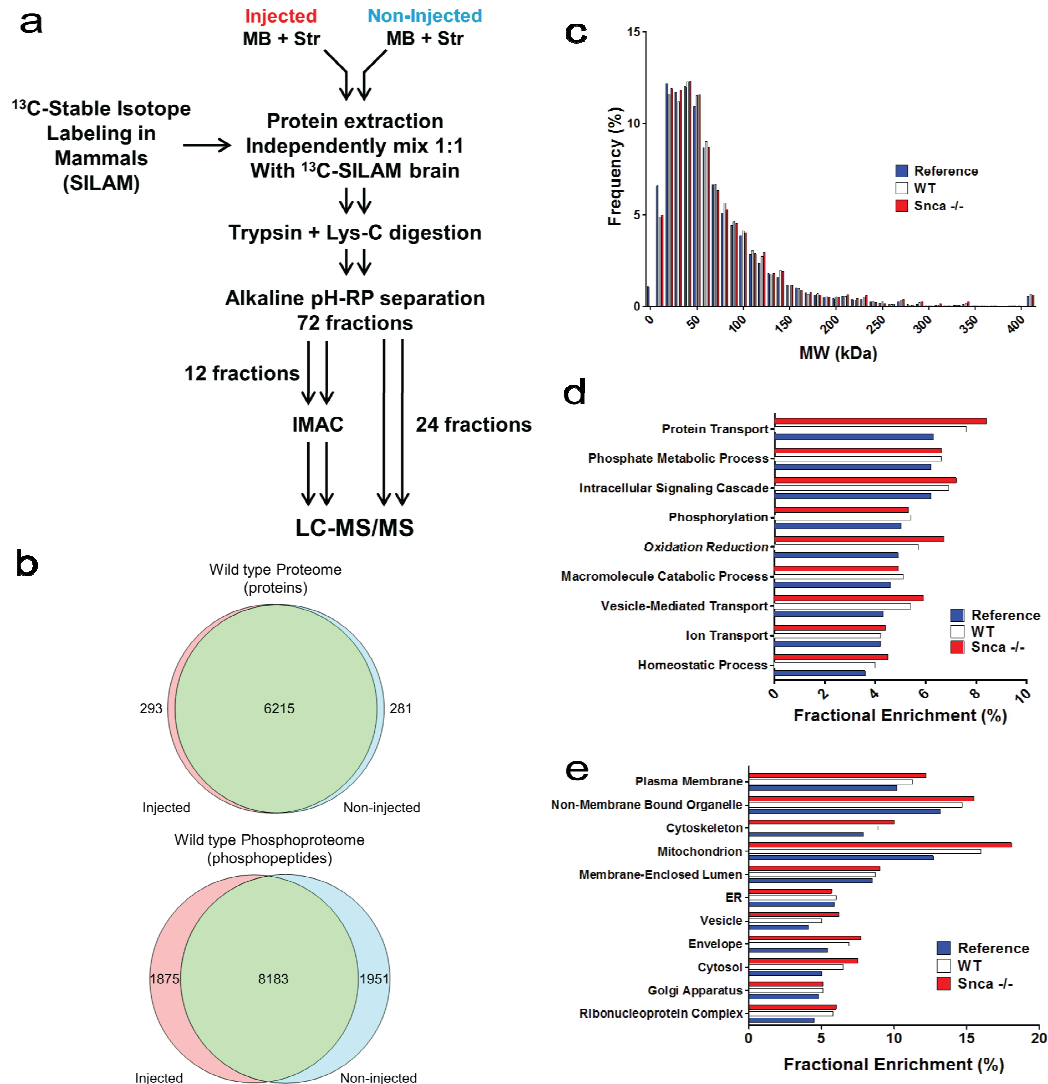 a
Injected
MB + Str
Non-Injected
MB + Str
13C-Stable Isotope
Labeling in
Mammals
(SILAM)
Protein extraction
Independently mix 1:1
With 13C-SILAM brain
Trypsin + Lys-C digestion
Alkaline pH-RP separation
72 fractions
12 fractions
IMAC
24 fractions
LC-MS/MS
b
Wild type Proteome
(proteins)
293
6215
281
Injected
Non-injected
Wild type Phosphoproteome
(phosphopeptides)
1875
8183
1951
Injected
Non-injected
c
15
10
5
0
Frequency (%)
Reference
WT
Snca -/-
0
50
100
150
200
250
300
350
400
MW (kDa)
d
Protein Transport
Phosphate Metabolic Process
Intracellular Signaling Cascade
Phosphorylation
Oxidation Reduction
Macromolecule Catabolic Process
Vesicle-Mediated Transport
Ion Transport
Homeostatic Process
Reference
WT
Snca -/-
0
2
4
6
8
10
Fractional Enrichment (%)
e
Plasma Membrane
Non-Membrane Bound Organelle
Cytoskeleton
Mitochondrion
Membrane-Enclosed Lumen
ER
Vesicle
Envelope
Cytosol
Golgi Apparatus
Ribonucleoprotein Complex
Reference
WT
Snca -/-
0
5
10
15
20
Fractional Enrichment (%)